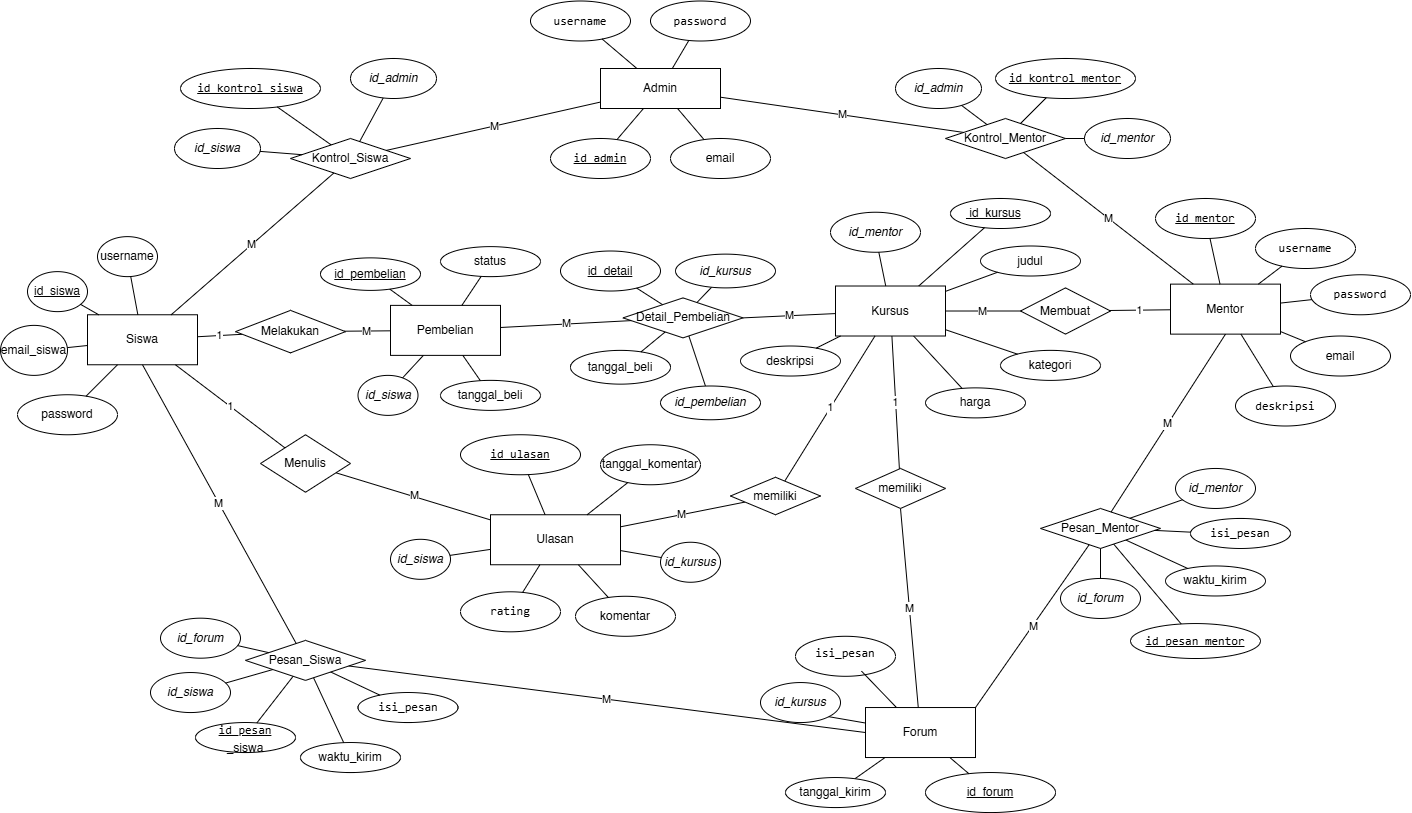 username
password
id_kontrol_siswa
id_admin
Admin
id_admin
id_kontrol_mentor
M
M
id_siswa
Kontrol_Siswa
id_admin
email
Kontrol_Mentor
id_mentor
M
M
id_kursus
id_mentor
id_mentor
username
username
status
id_pembelian
id_detail
id_kursus
judul
password
id_siswa
Siswa
1
Melakukan
M
Pembelian
M
Detail_Pembelian
M
Kursus
M
Membuat
1
Mentor
email_siswa
deskripsi
tanggal_beli
kategori
email
password
id_siswa
tanggal_beli
id_pembelian
harga
deskripsi
1
1
1
M
Menulis
id_ulasan
tanggal_komentar
memiliki
memiliki
id_mentor
M
M
M
Ulasan
Pesan_Mentor
isi_pesan
id_siswa
id_kursus
waktu_kirim
rating
komentar
id_forum
M
M
id_pesan_mentor
id_forum
Pesan_Siswa
isi_pesan
id_siswa
isi_pesan
M
id_kursus
id_pesan
_siswa
waktu_kirim
Forum
tanggal_kirim
id_forum